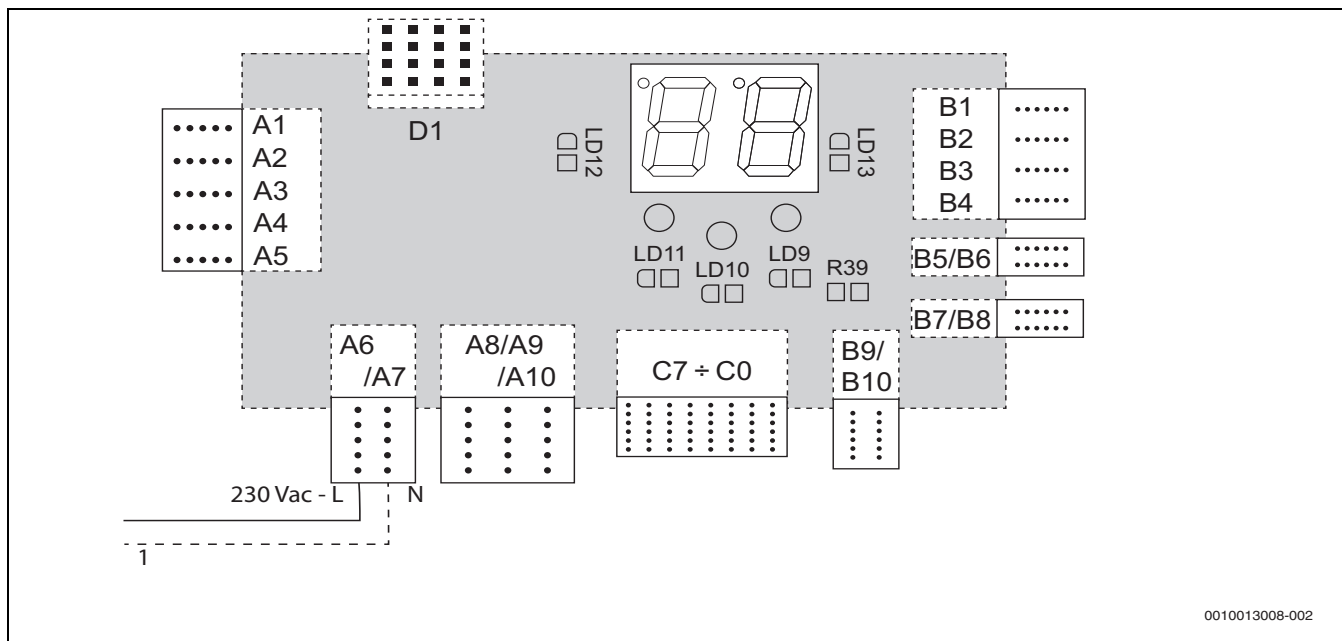 D1
A1
A2
A3
A4
A5
LD12
LD13
B1
B2
B3
B4
B5/B6
B7/B8
LD11
LD10
LD9
R39
A6
/A7
A8/A9
/A10
C7 ÷ C0
B9/
B10
230 Vac - L
N
1
0010013008-002